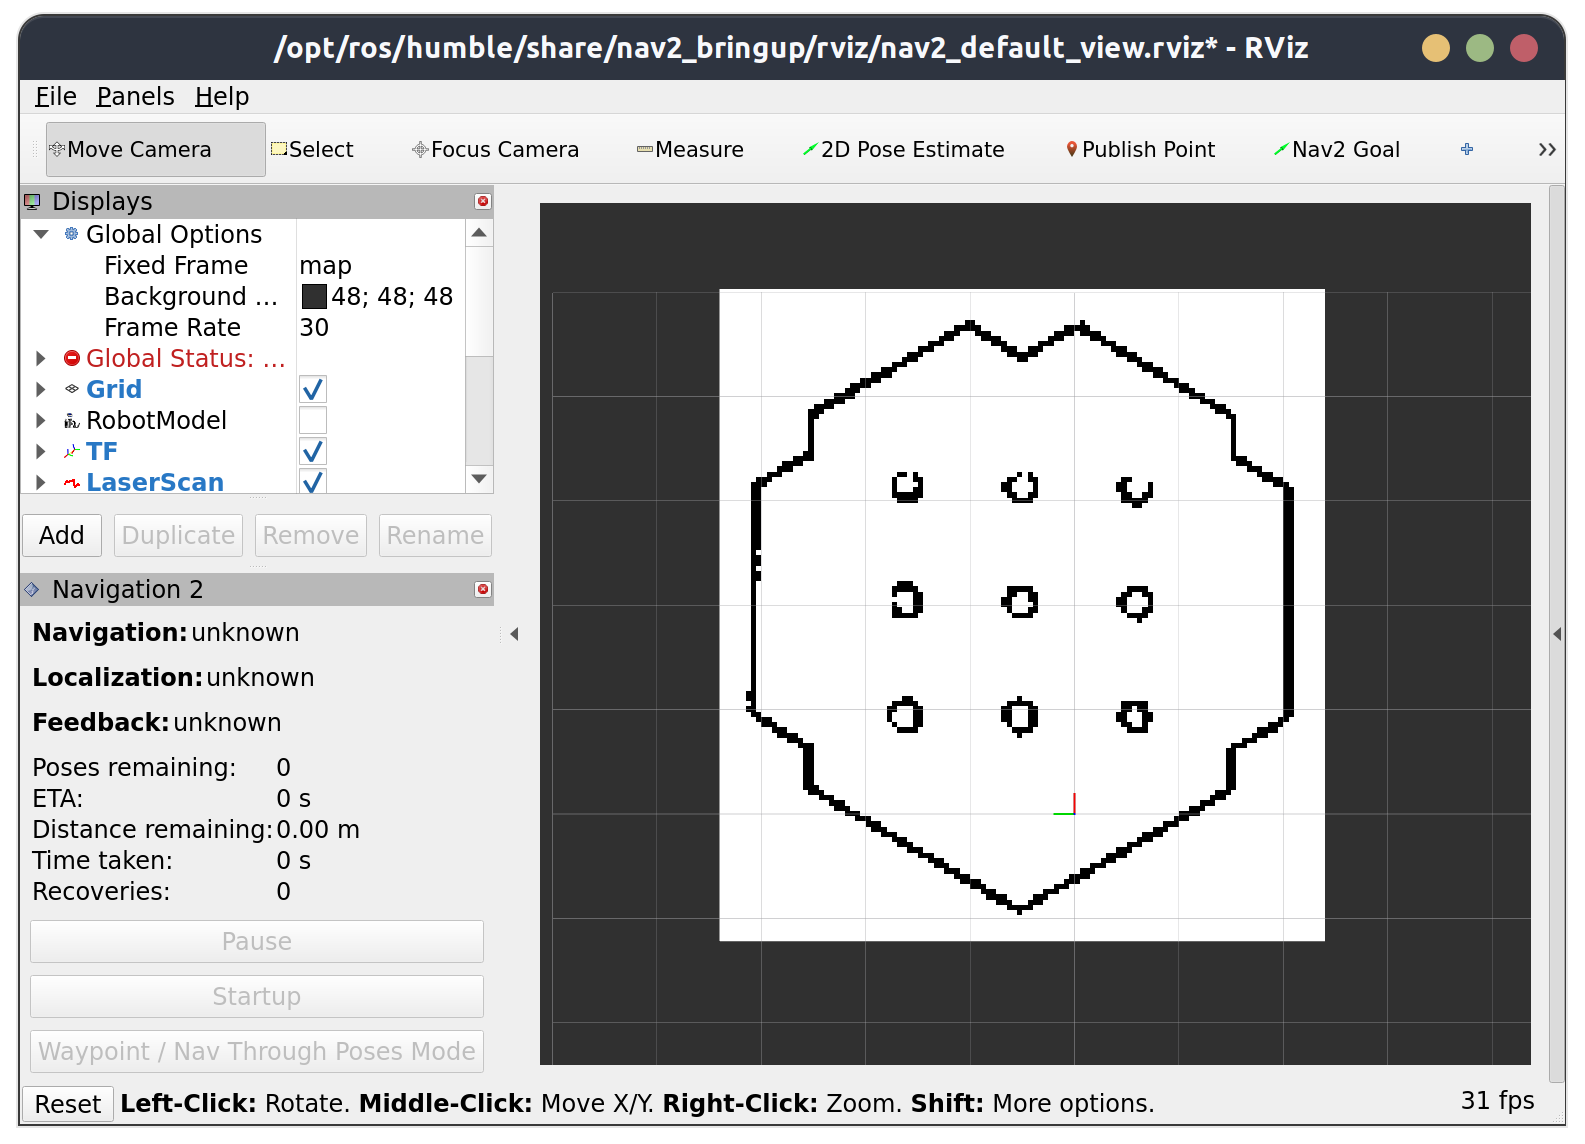 /opt/ros/humble/share/nav2_bringup/rviz/nav2_default_view.rviz* - RViz
File Panels Help
Move Camera Select Focus Camera Measure 2D Pose Estimate Publish Point Nav2 Goal
Displays
Global Options
Fixed Frame map
Background ... 48; 48; 48
Frame Rate 30
Global Status: ...
Grid
RobotModel
TF
LaserScan
Add Duplicate Remove Rename
Navigation 2
Navigation: unknown
Localization: unknown
Feedback: unknown
Poses remaining: 0
ETA: 0 s
Distance remaining: 0.00 m
Time taken: 0 s
Recoveries: 0
Pause
Startup
Waypoint / Nav Through Poses Mode
Reset Left-Click: Rotate. Middle-Click: Move X/Y. Right-Click: Zoom. Shift: More options. 31 fps